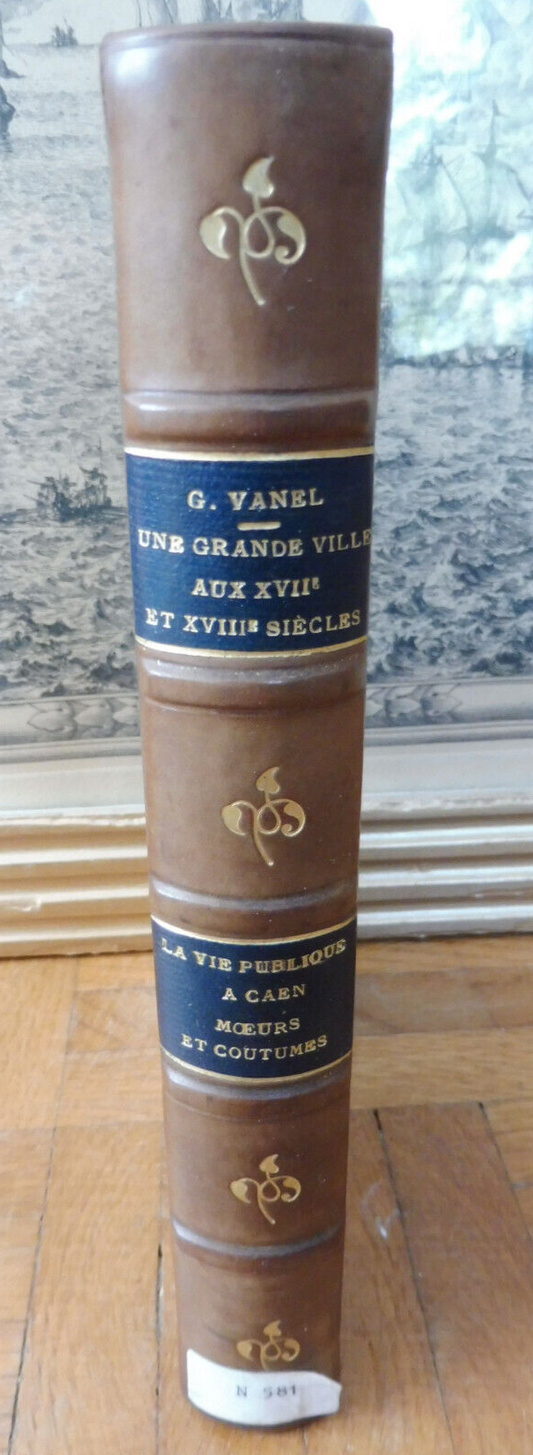 G. VANEL
UNE GRANDE VILLE
AUX XVIIE
ET XVIIIE SIÈCLES
LA VIE PUBLIQUE
A CAEN
MŒURS
ET COUTUMES
N 581